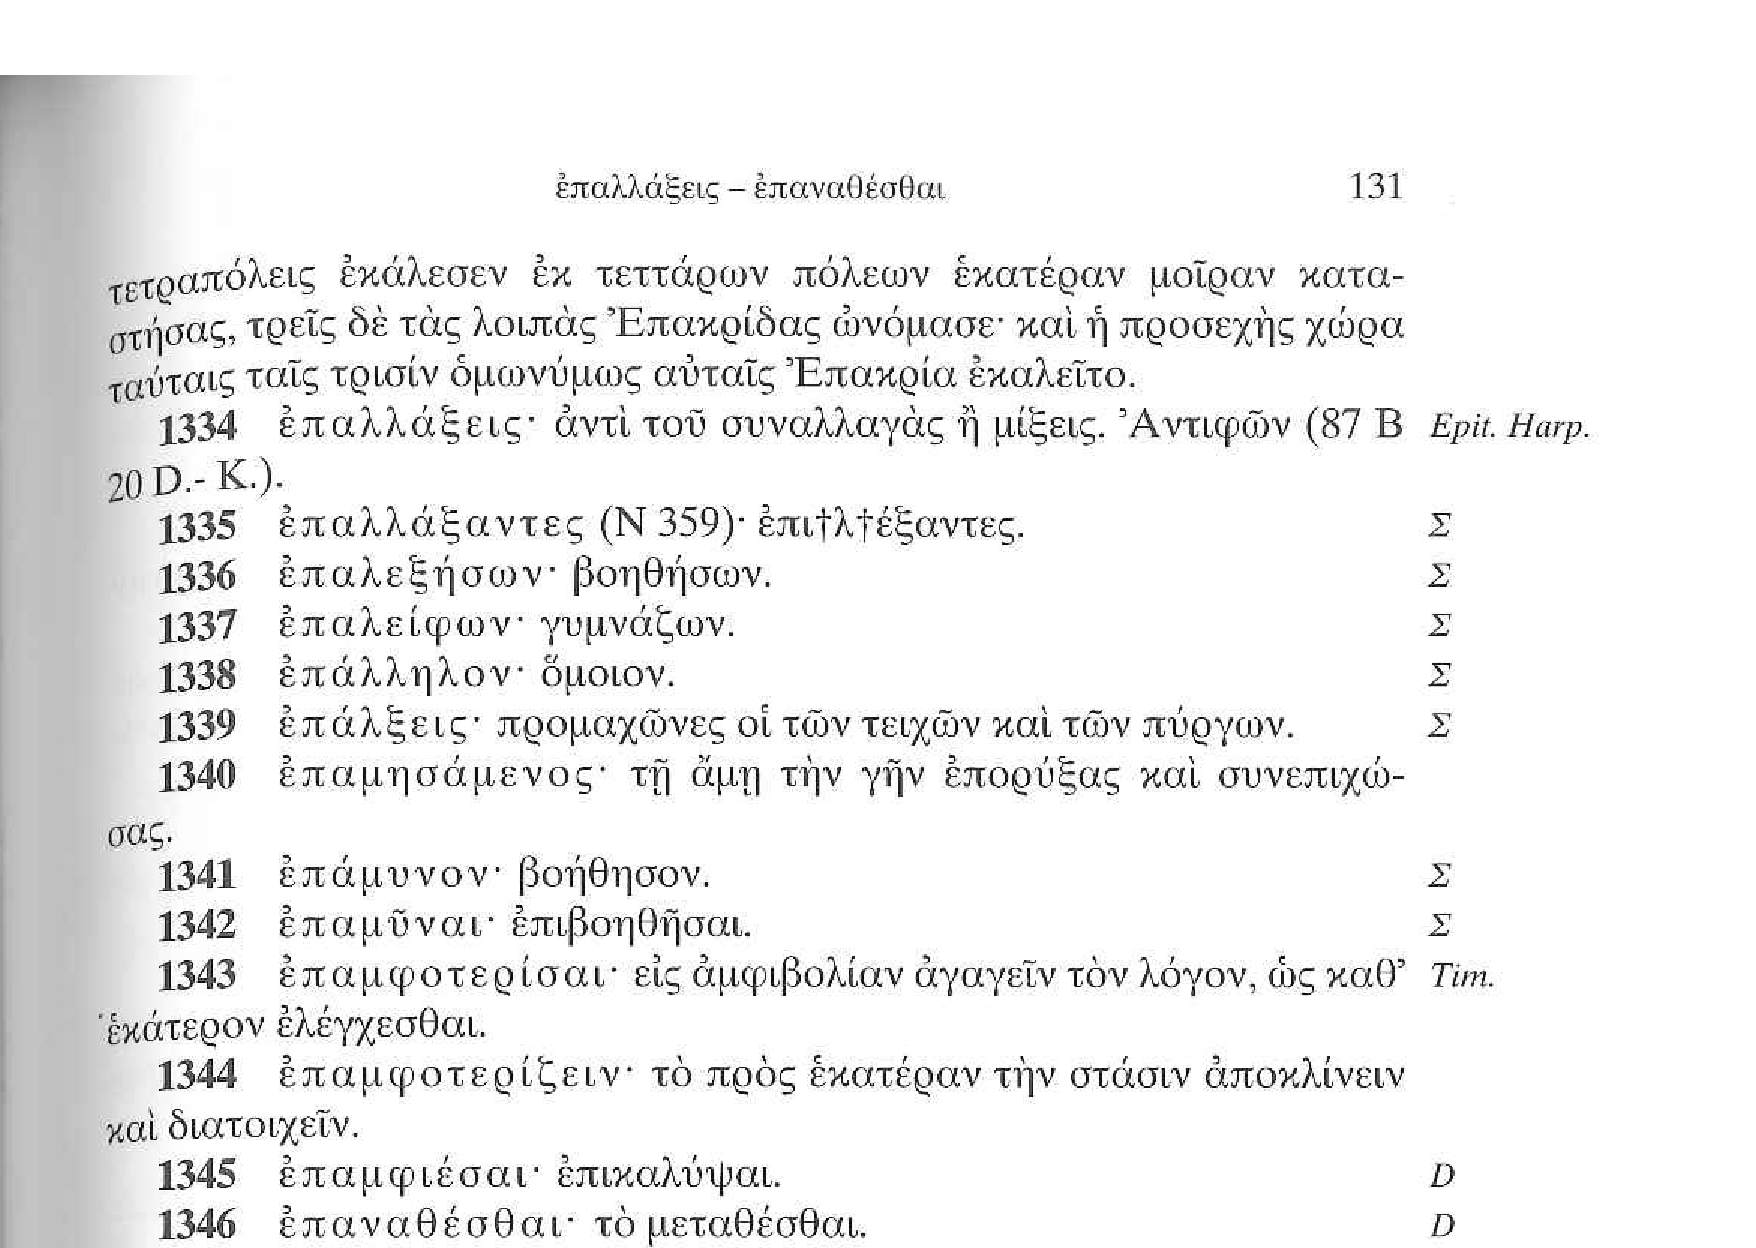 ἐπαλλάξεις – ἐπαναθέσθαι 131
τετραπόλεις ἐκάλεσεν ἐκ τεττάρων πόλεων ἑκατέραν μοῖραν κατα-
στήσας, τρεῖς δὲ τὰς λοιπὰς Ἐπακρίδας ὠνόμασε· καὶ ἡ προσεχὴς χώρα
ταύταις ταῖς τρισίν ὁμωνύμως αὐταῖς Ἐπακρία ἐκαλεῖτο.
1334 ἐπαλλάξεις· ἀντὶ τοῦ συναλλαγὰς ἢ μίξεις. Ἀντιφῶν (87 B Epit. Harp.
20 D.- K.).
1335 ἐπαλλάξαντες (N 359)· ἐπι†λ†έξαντες. Σ
1336 ἐπαλεξήσων· βοηθήσων. Σ
1337 ἐπαλείφων· γυμνάζων. Σ
1338 ἐπάλληλον· ὅμοιον. Σ
1339 ἐπάλξεις· προμαχῶνες οἱ τῶν τειχῶν καὶ τῶν πύργων. Σ
1340 ἐπαμησάμενος· τῇ ἄμῃ τὴν γῆν ἐπορύξας καὶ συνεπιχώ-
σας.
1341 ἐπάμυνον· βοήθησον. Σ
1342 ἐπαμῦναι· ἐπιβοηθῆσαι. Σ
1343 ἐπαμφοτερίσαι· εἰς ἀμφιβολίαν ἀγαγεῖν τὸν λόγον, ὡς καθ’ Tim.
ἑκάτερον ἐλέγχεσθαι.
1344 ἐπαμφοτερίζειν· τὸ πρὸς ἑκατέραν τὴν στάσιν ἀποκλίνειν
καὶ διατοιχεῖν.
1345 ἐπαμφιέσαι· ἐπικαλύψαι. D
1346 ἐπαναθέσθαι· τὸ μεταθέσθαι. D